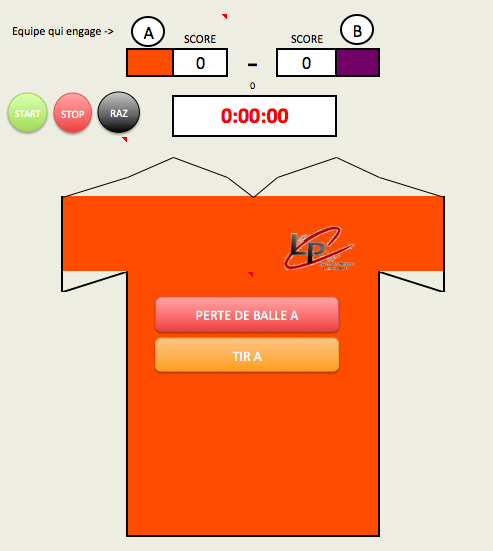 Equipe qui engage ->
A
B
SCORE
SCORE
0
-
0
0
START
STOP
RAZ
0:00:00
LP
PERTE DE BALLE A
TIR A